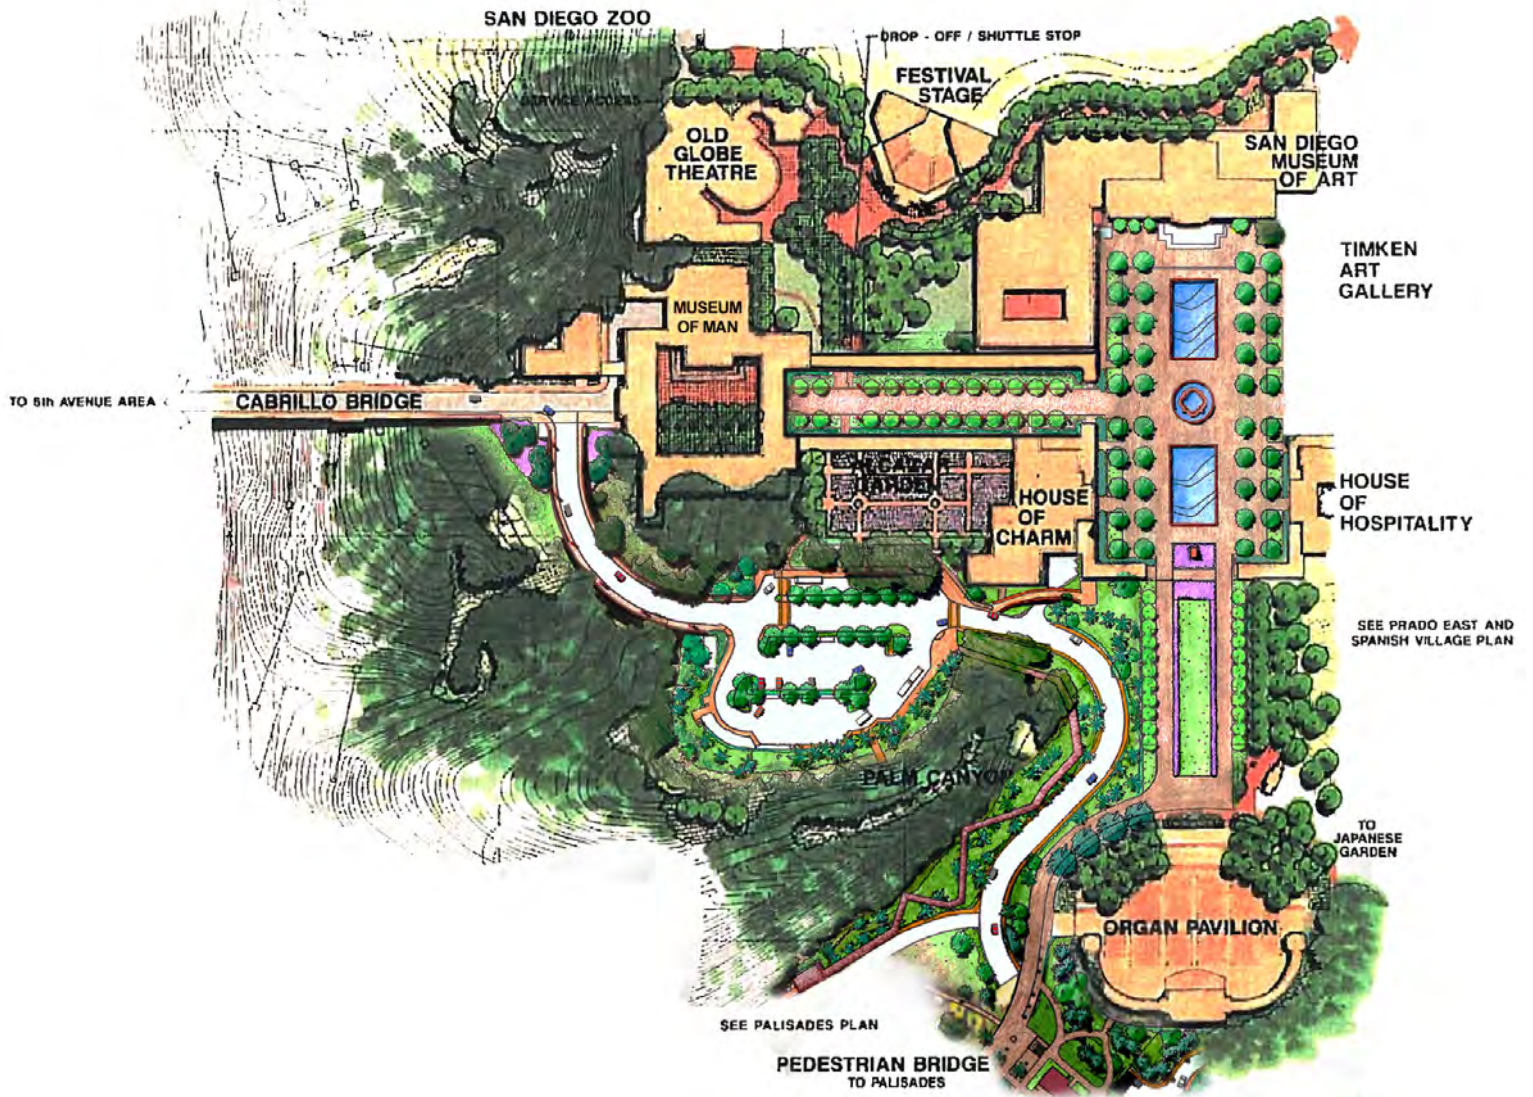 SAN DIEGO ZOO
DROP - OFF / SHUTTLE STOP
FESTIVAL
STAGE
SERVICE ACCESS
OLD
GLOBE
THEATRE
SAN DIEGO
MUSEUM
OF ART
TIMKEN
ART
GALLERY
MUSEUM
OF MAN
TO 6th AVENUE AREA
CABRILLO BRIDGE
ALCAZAR
GARDEN
HOUSE
OF
CHARM
HOUSE
OF
HOSPITALITY
SEE PRADO EAST AND
SPANISH VILLAGE PLAN
PALM CANYON
TO
JAPANESE
GARDEN
ORGAN PAVILION
SEE PALISADES PLAN
PEDESTRIAN BRIDGE
TO PALISADES